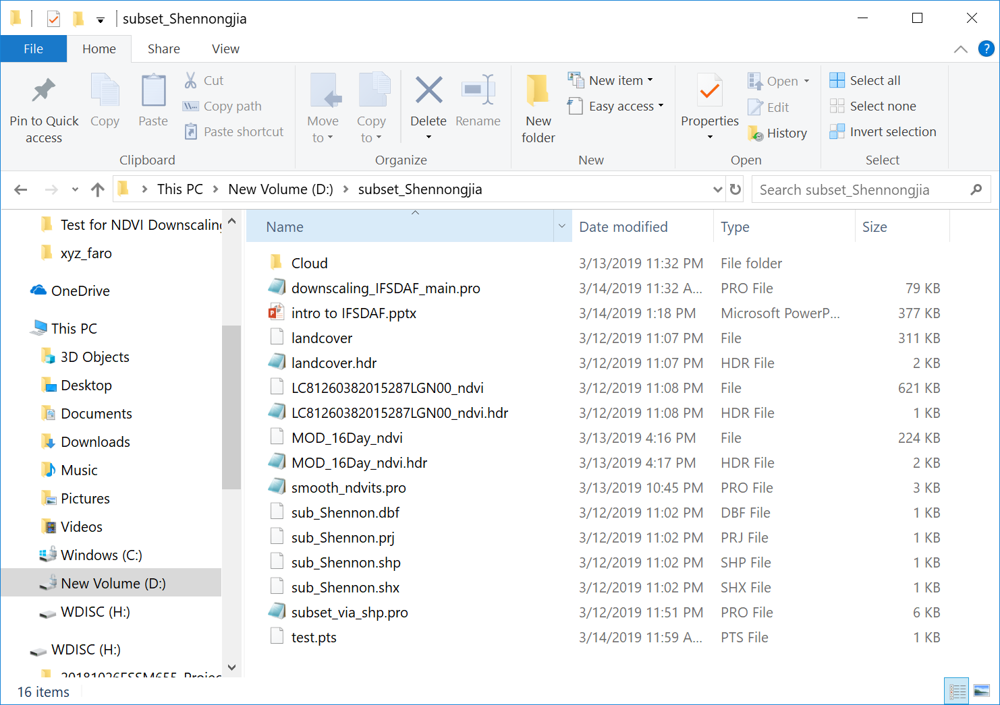 subset_Shennongjia
File Home Share View
Pin to Quick access
Copy
Paste
Cut
Copy path
Paste shortcut
Clipboard
Move to
Copy to
Delete
Rename
Organize
New folder
New item
Easy access
New
Properties
Open
Edit
History
Open
Select all
Select none
Invert selection
Select
This PC > New Volume (D:) > subset_Shennongjia
Search subset_Shennongjia
Test for NDVI Downscaling
xyz_faro
OneDrive
This PC
3D Objects
Desktop
Documents
Downloads
Music
Pictures
Videos
Windows (C:)
New Volume (D:)
WDISC (H:)
WDISC (H:)
Name Date modified Type Size
Cloud 3/13/2019 11:32 PM File folder
downscaling_IFSDAF_main.pro 3/14/2019 11:32 A... PRO File 79 KB
intro to IFSDAF.pptx 3/14/2019 1:18 PM Microsoft PowerP... 377 KB
landcover 3/12/2019 11:07 PM File 311 KB
landcover.hdr 3/12/2019 11:07 PM HDR File 2 KB
LC81260382015287LGN00_ndvi 3/12/2019 11:08 PM File 621 KB
LC81260382015287LGN00_ndvi.hdr 3/12/2019 11:08 PM HDR File 1 KB
MOD_16Day_ndvi 3/13/2019 4:16 PM File 224 KB
MOD_16Day_ndvi.hdr 3/13/2019 4:17 PM HDR File 2 KB
smooth_ndvits.pro 3/13/2019 10:45 PM PRO File 3 KB
sub_Shennon.dbf 3/12/2019 11:02 PM DBF File 1 KB
sub_Shennon.prj 3/12/2019 11:02 PM PRJ File 1 KB
sub_Shennon.shp 3/12/2019 11:02 PM SHP File 1 KB
sub_Shennon.shx 3/12/2019 11:02 PM SHX File 1 KB
subset_via_shp.pro 3/12/2019 11:51 PM PRO File 6 KB
test.pts 3/14/2019 11:59 A... PTS File 1 KB
16 items